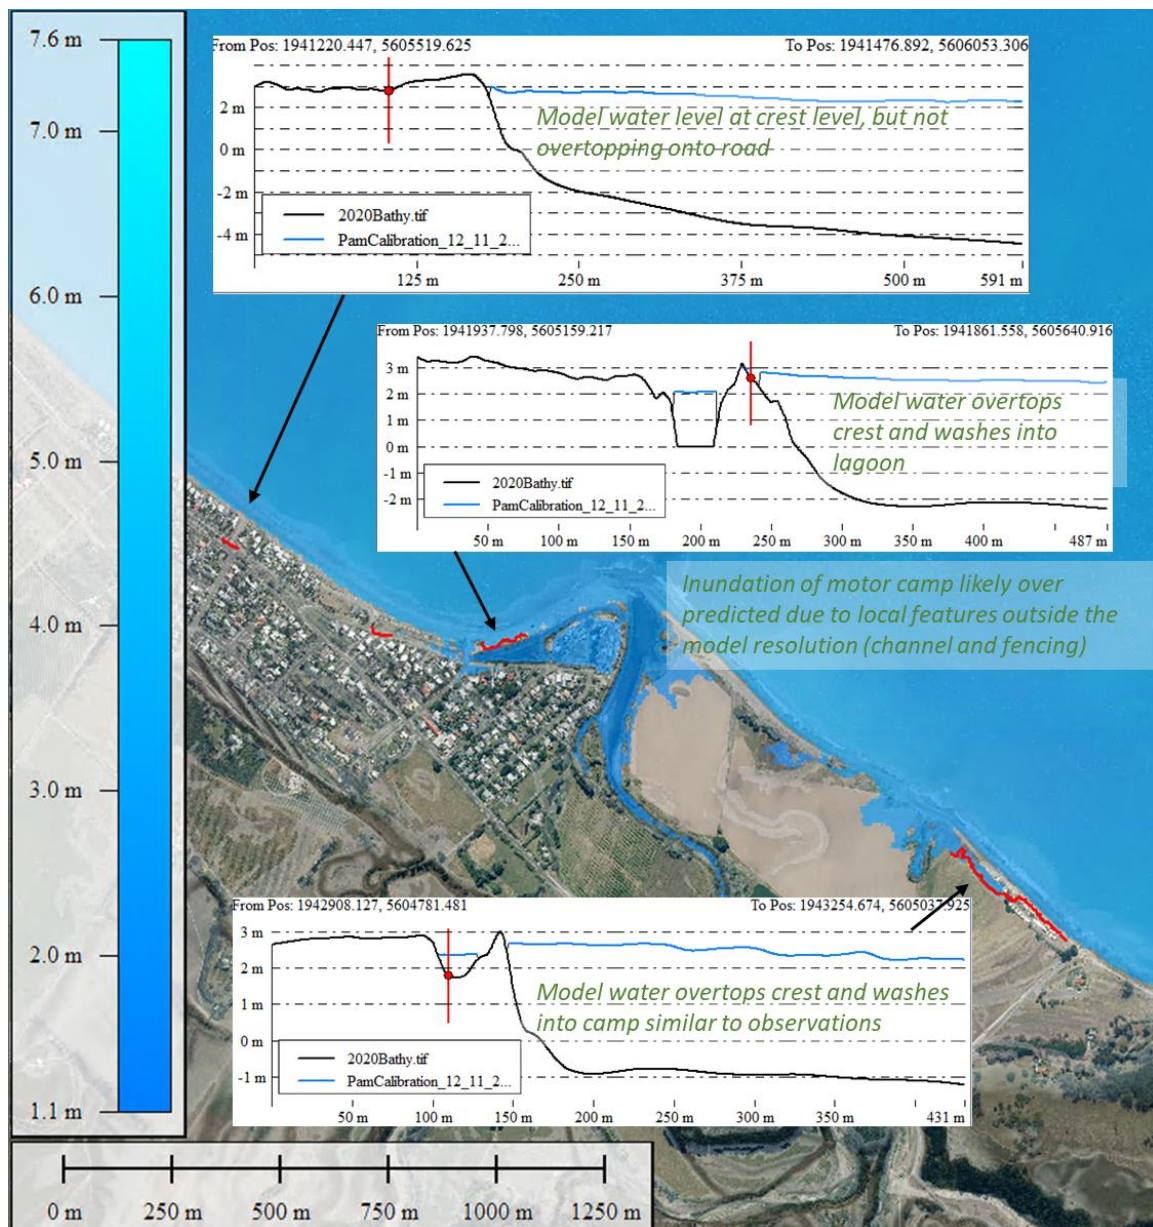 7.6 m
7.0 m
6.0 m
5.0 m
4.0 m
3.0 m
2.0 m
1.1 m
From Pos: 1941220.447, 5605519.625 To Pos: 1941476.892, 5606053.306
2 m
0 m
-2 m
-4 m
Model water level at crest level, but not
overtopping onto road
2020Bathy.tif
PamCalibration_12_11_2...
125 m 250 m 375 m 500 m 591 m
From Pos: 1941937.798, 5605159.217 To Pos: 1941861.558, 5605640.916
3 m
2 m
1 m
0 m
-1 m
-2 m
Model water overtops
crest and washes into
lagoon
2020Bathy.tif
PamCalibration_12_11_2...
50 m 100 m 150 m 200 m 250 m 300 m 350 m 400 m 487 m
Inundation of motor camp likely over
predicted due to local features outside the
model resolution (channel and fencing)
From Pos: 1942908.127, 5604781.481 To Pos: 1943254.674, 5605037.925
3 m
2 m
1 m
0 m
-1 m
Model water overtops crest and washes
into camp similar to observations
2020Bathy.tif
PamCalibration_12_11_2...
50 m 100 m 150 m 200 m 250 m 300 m 350 m 431 m
0 m 250 m 500 m 750 m 1000 m 1250 m